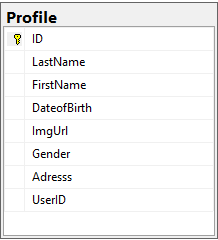 Profile
ID
LastName
FirstName
DateofBirth
ImgUrl
Gender
Adresss
UserID